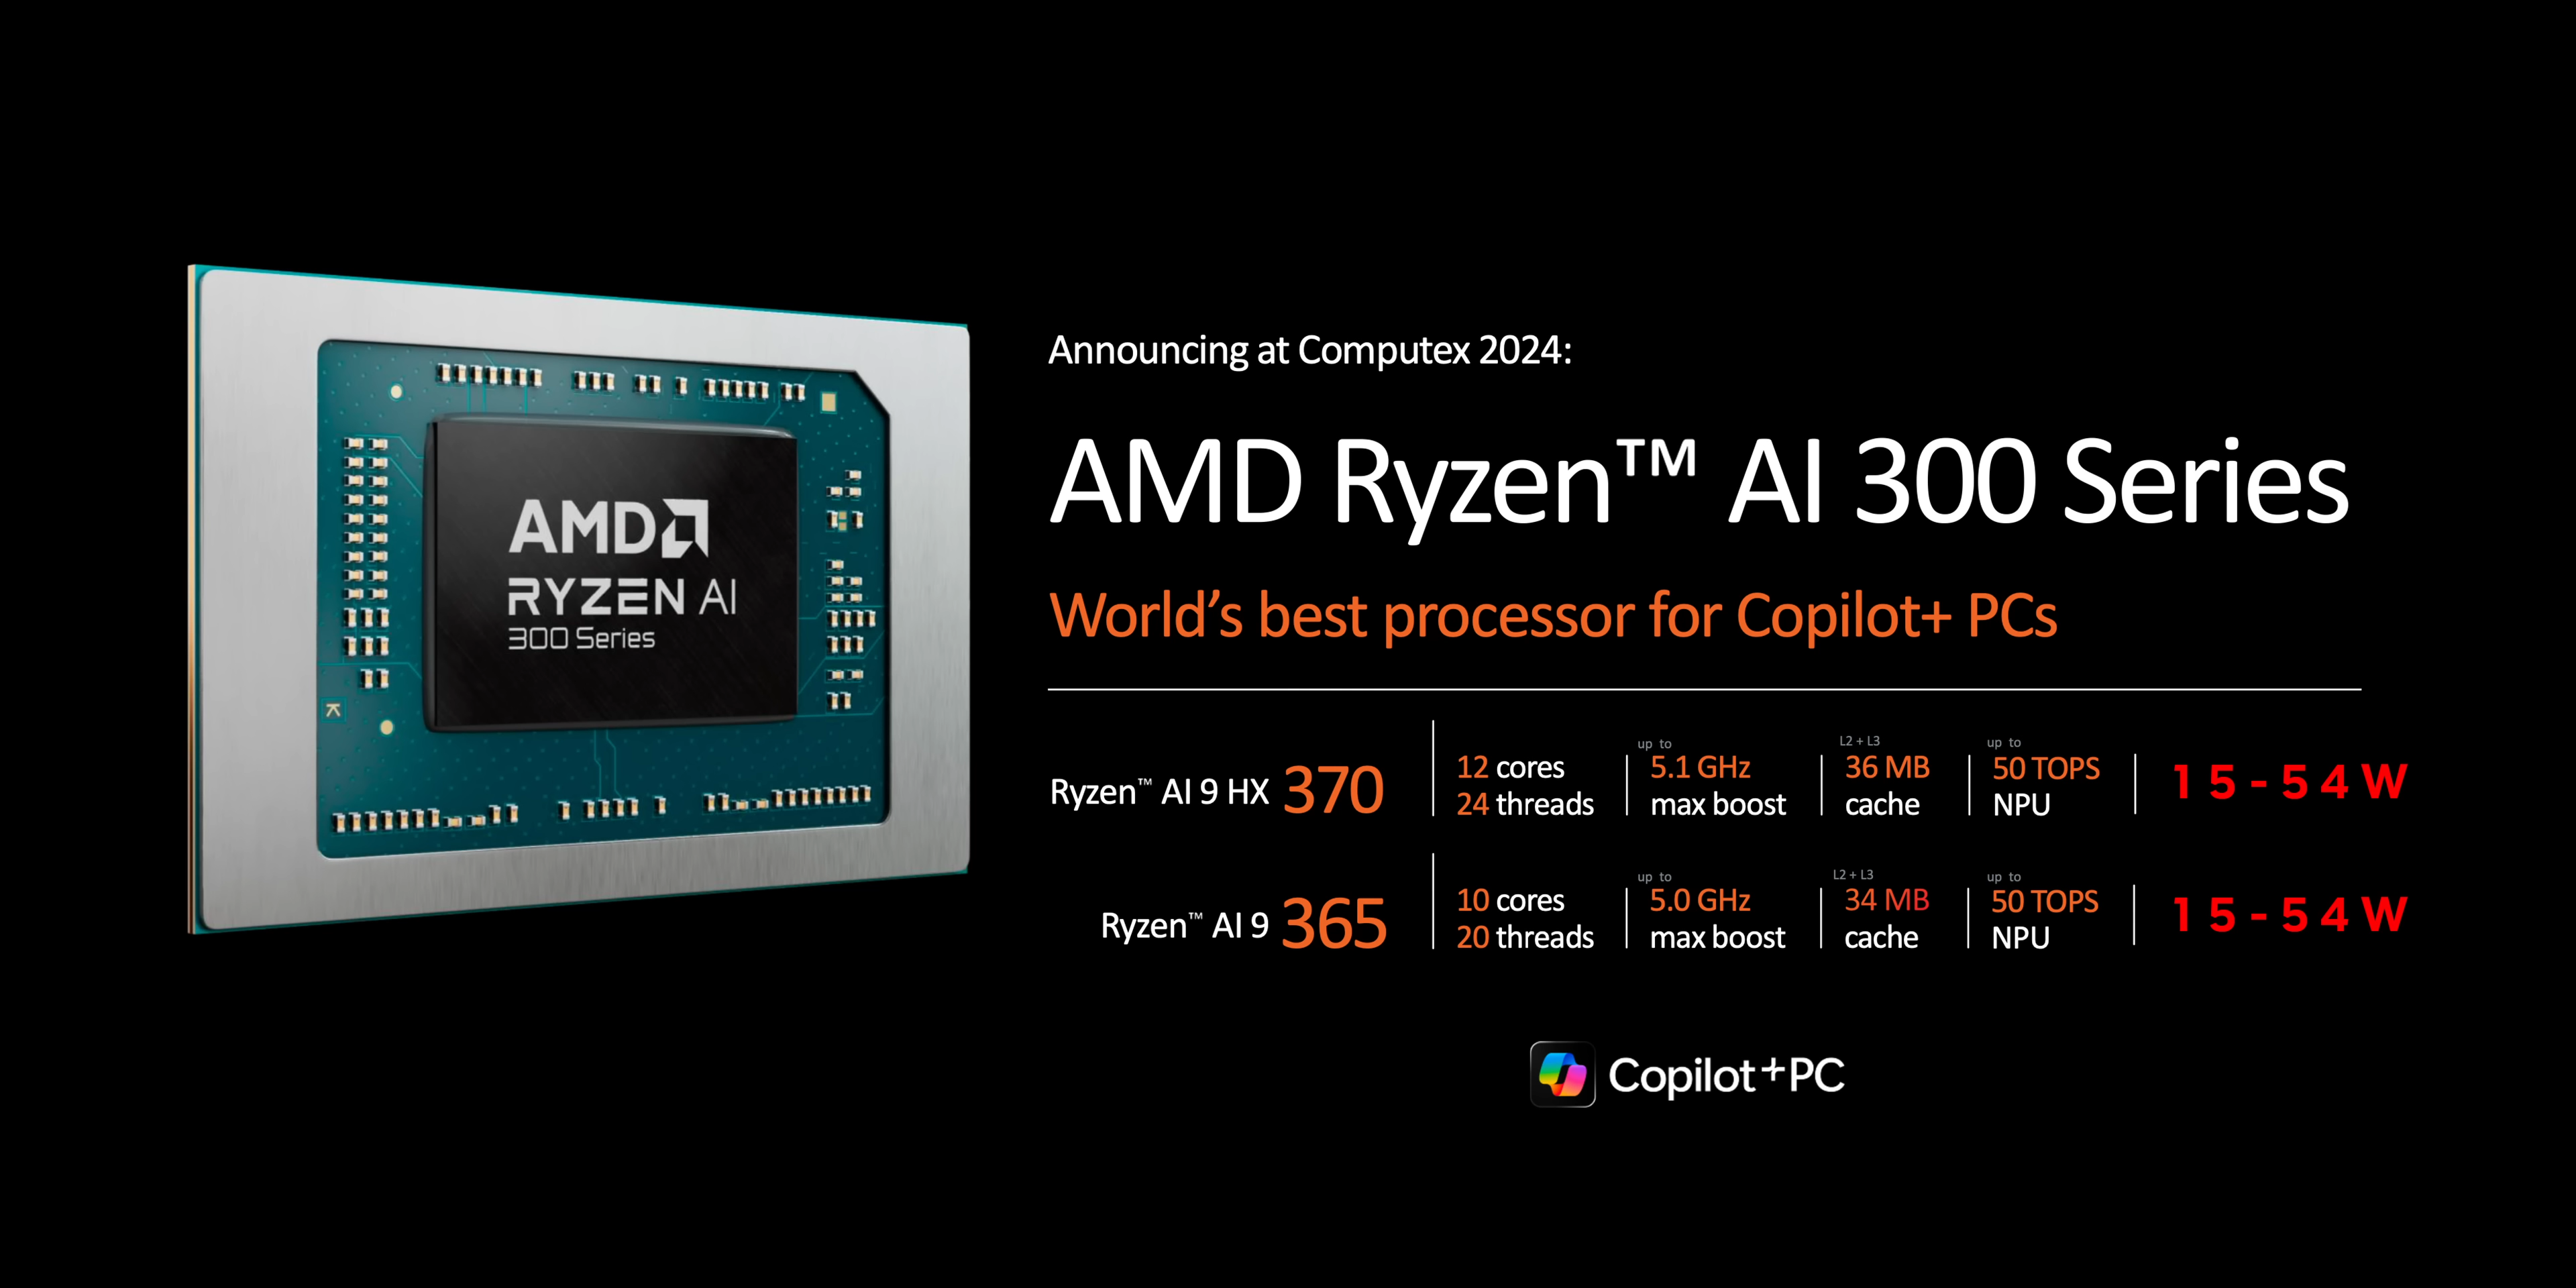 AMD
RYZEN AI
300 Series
Announcing at Computex 2024:
AMD Ryzen™ AI 300 Series
World's best processor for Copilot+ PCs
Ryzen™ AI 9 HX 370
12 cores
24 threads
up to
5.1 GHz
max boost
L2 + L3
36 MB
cache
up to
50 TOPS
NPU
15-54W
Ryzen™ AI 9 365
10 cores
20 threads
up to
5.0 GHz
max boost
L2 + L3
34 MB
cache
up to
50 TOPS
NPU
15-54W
Copilot+PC